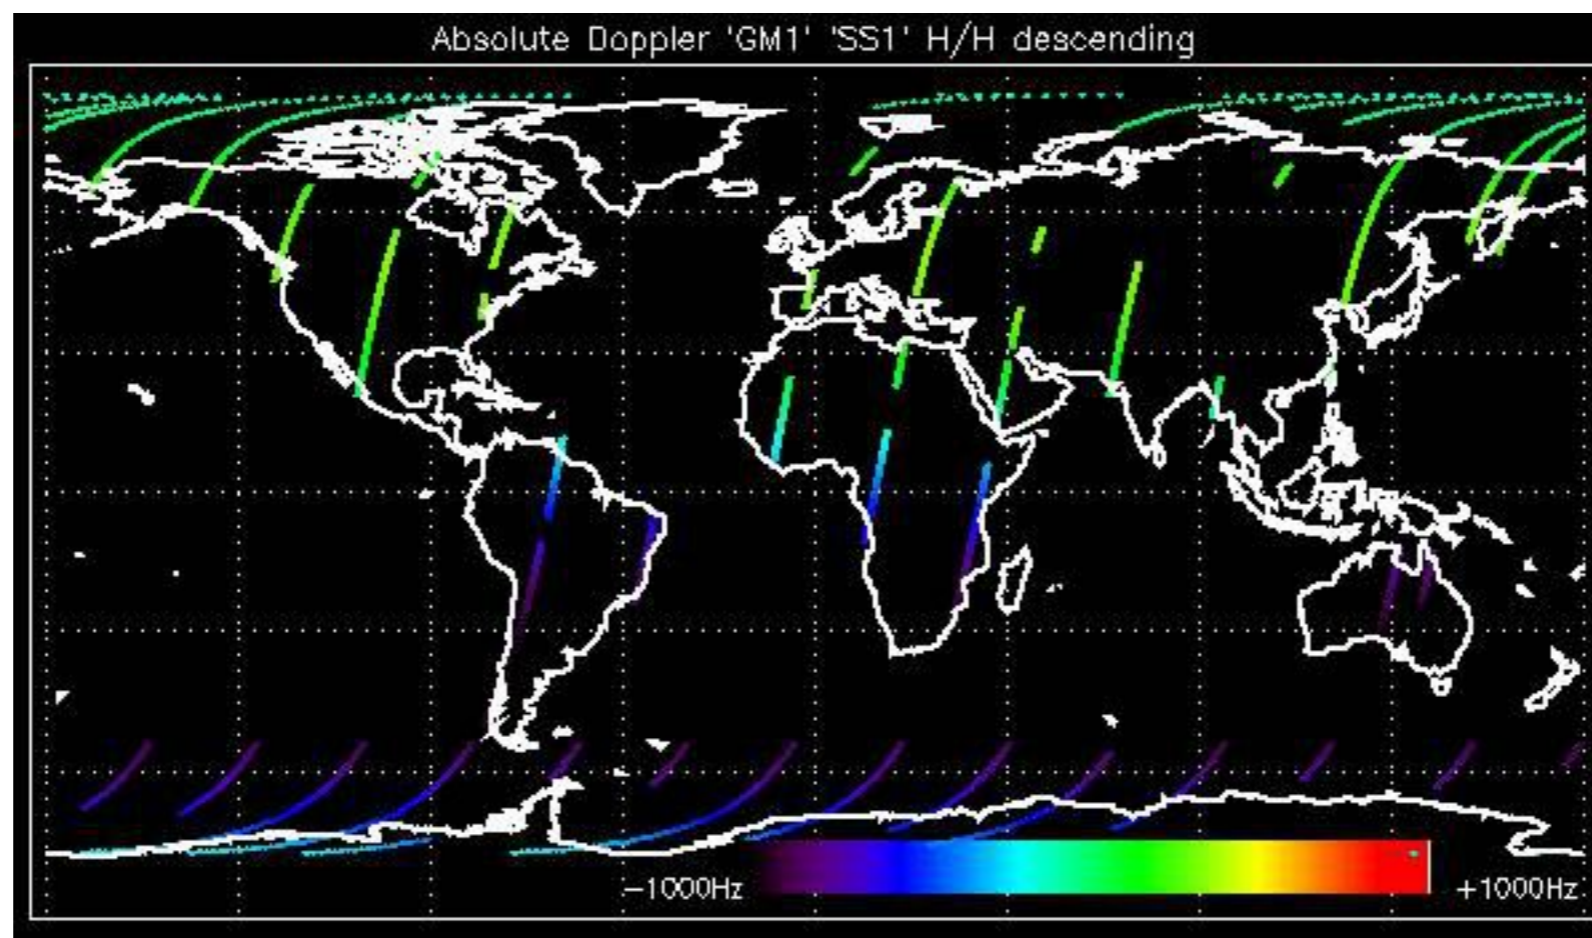 Absolute Doppler 'GM1' 'SS1' H/H descending
−1000Hz +1000Hz